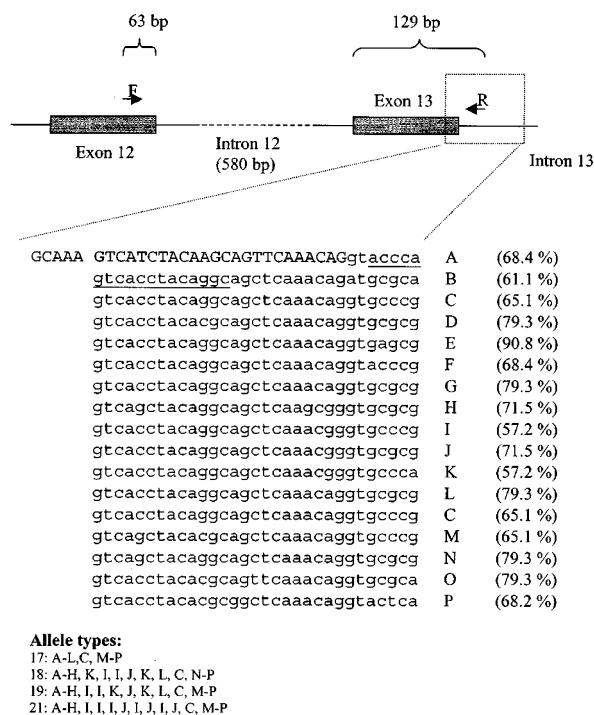 63 bp
129 bp
F
Exon 13
R
Exon 12
Intron 12
(580 bp)
Intron 13
GCAAA GTCATCTACAAGCAGTTCAAACAGgtaccca A (68.4 %)
gtcacctacaggcagctcaaacagatgcgca B (61.1 %)
gtcacctacaggcagctcaaacaggtgcccg C (65.1 %)
gtcacctacacgcagctcaaacaggtgcgcg D (79.3 %)
gtcacctacaggcagctcaaacaggtgagcg E (90.8 %)
gtcacctacaggcagctcaaacaggtacccg F (68.4 %)
gtcacctacaggcagctcaaacaggtgcgcg G (79.3 %)
gtcagctacaggcagctcaagcgggtgcgcg H (71.5 %)
gtcacctacaggcagctcaaacgggtgcccg I (57.2 %)
gtcacctacaggcagctcaaacgggtgcgcg J (71.5 %)
gtcacctacaggcagctcaaacgggtgccca K (57.2 %)
gtcacctacaggcagctcaaacaggtgcgcg L (79.3 %)
gtcacctacaggcagctcaaacaggtgcccg C (65.1 %)
gtcagctacacgcagctcaaacaggtgcccg M (65.1 %)
gtcagctacaggcagctcaaacaggtgcgcg N (79.3 %)
gtcacctacacgcagttcaaacaggtgcgca O (79.3 %)
gtcacctacacgcggctcaaacaggtactca P (68.2 %)
Allele types:
17: A-L,C, M-P
18: A-H, K, I, I, J, K, L, C, N-P
19: A-H, I, I, K, J, K, L, C, M-P
21: A-H, I, I, I, J, I, J, I, J, C, M-P